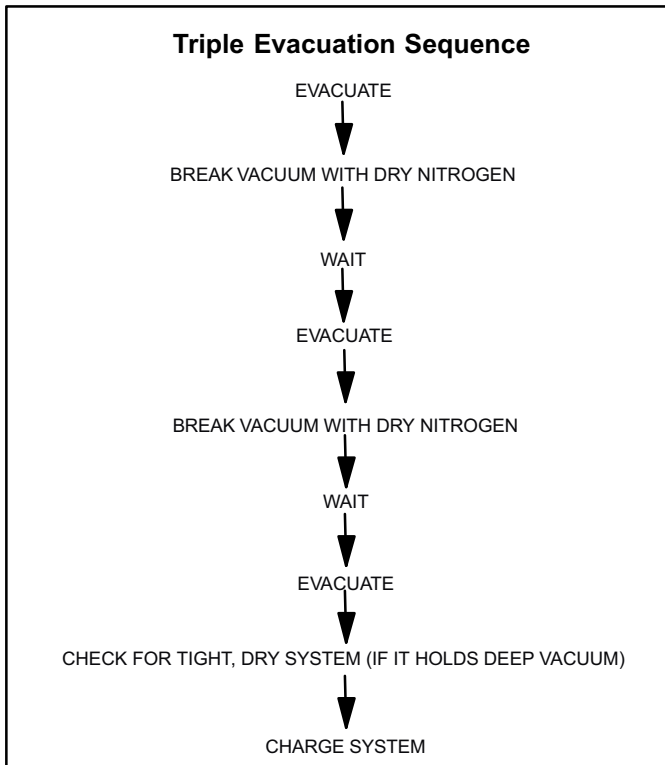 Triple Evacuation Sequence
EVACUATE
BREAK VACUUM WITH DRY NITROGEN
WAIT
EVACUATE
BREAK VACUUM WITH DRY NITROGEN
WAIT
EVACUATE
CHECK FOR TIGHT, DRY SYSTEM (IF IT HOLDS DEEP VACUUM)
CHARGE SYSTEM